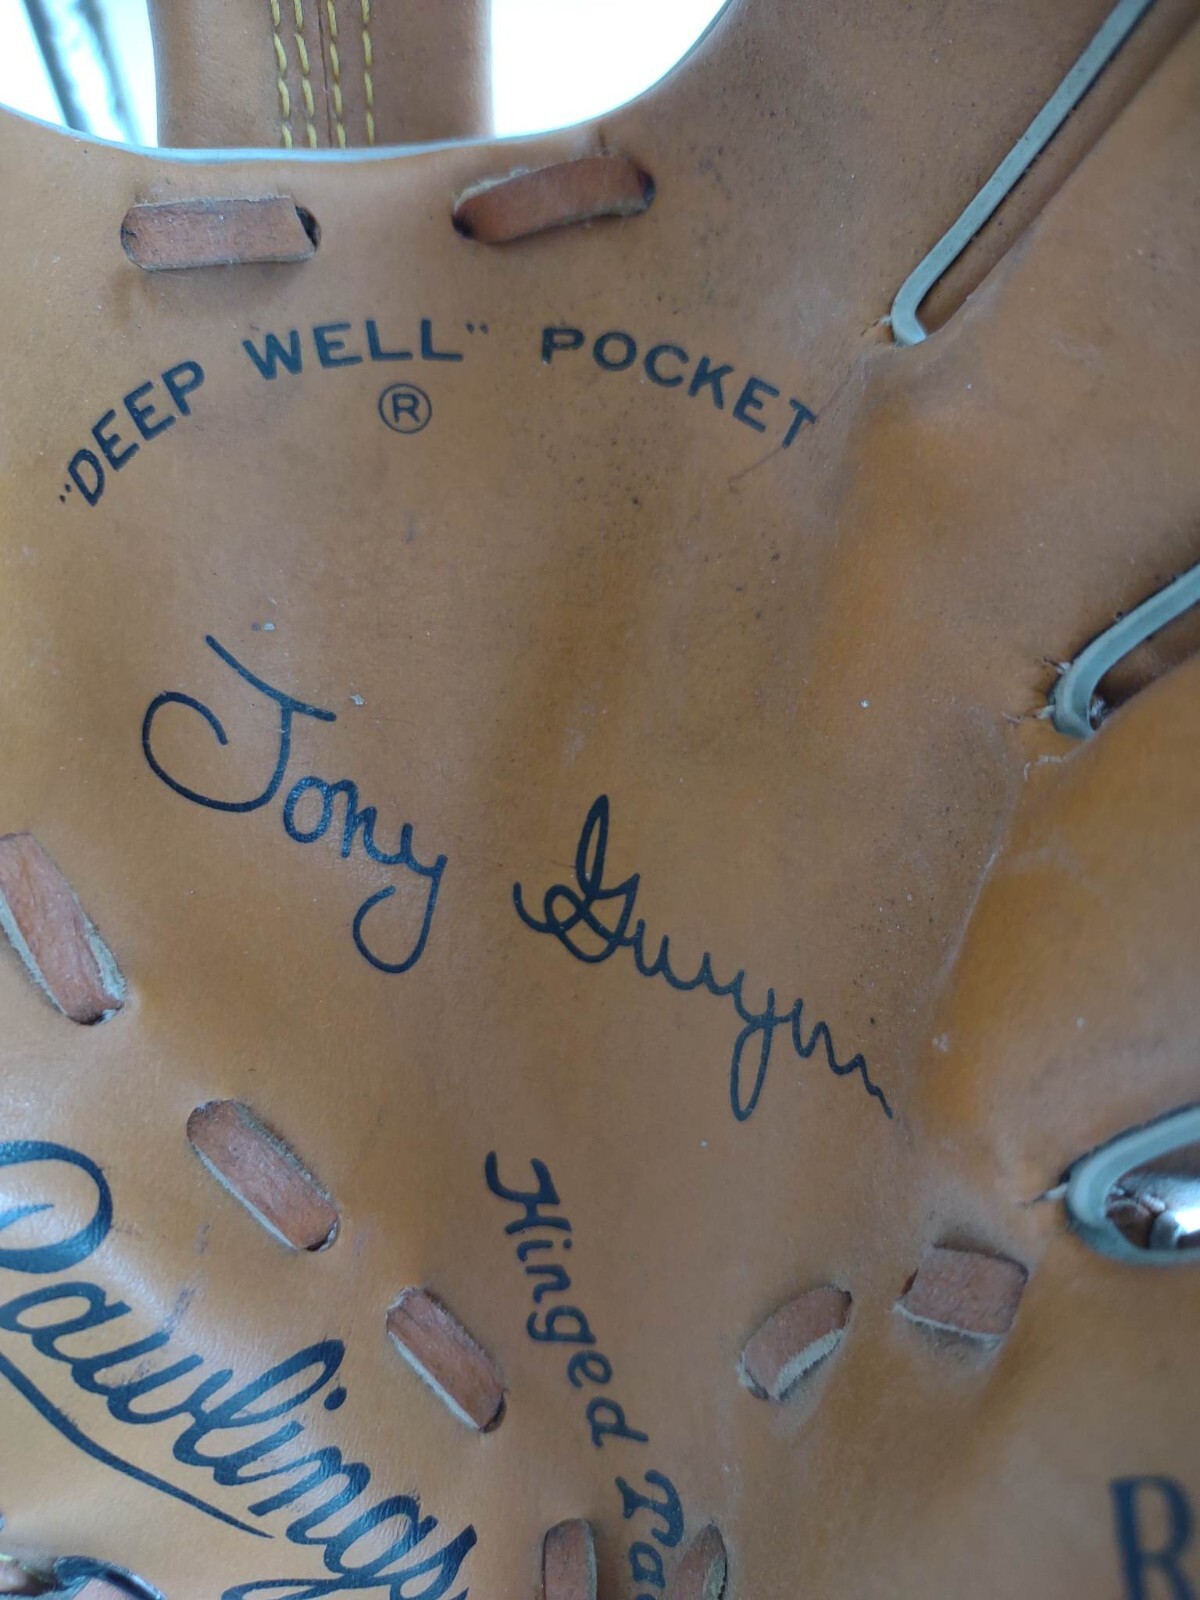 "DEEP WELL" POCKET
®
Tony Gwynn
Hinged
Rawlings
R